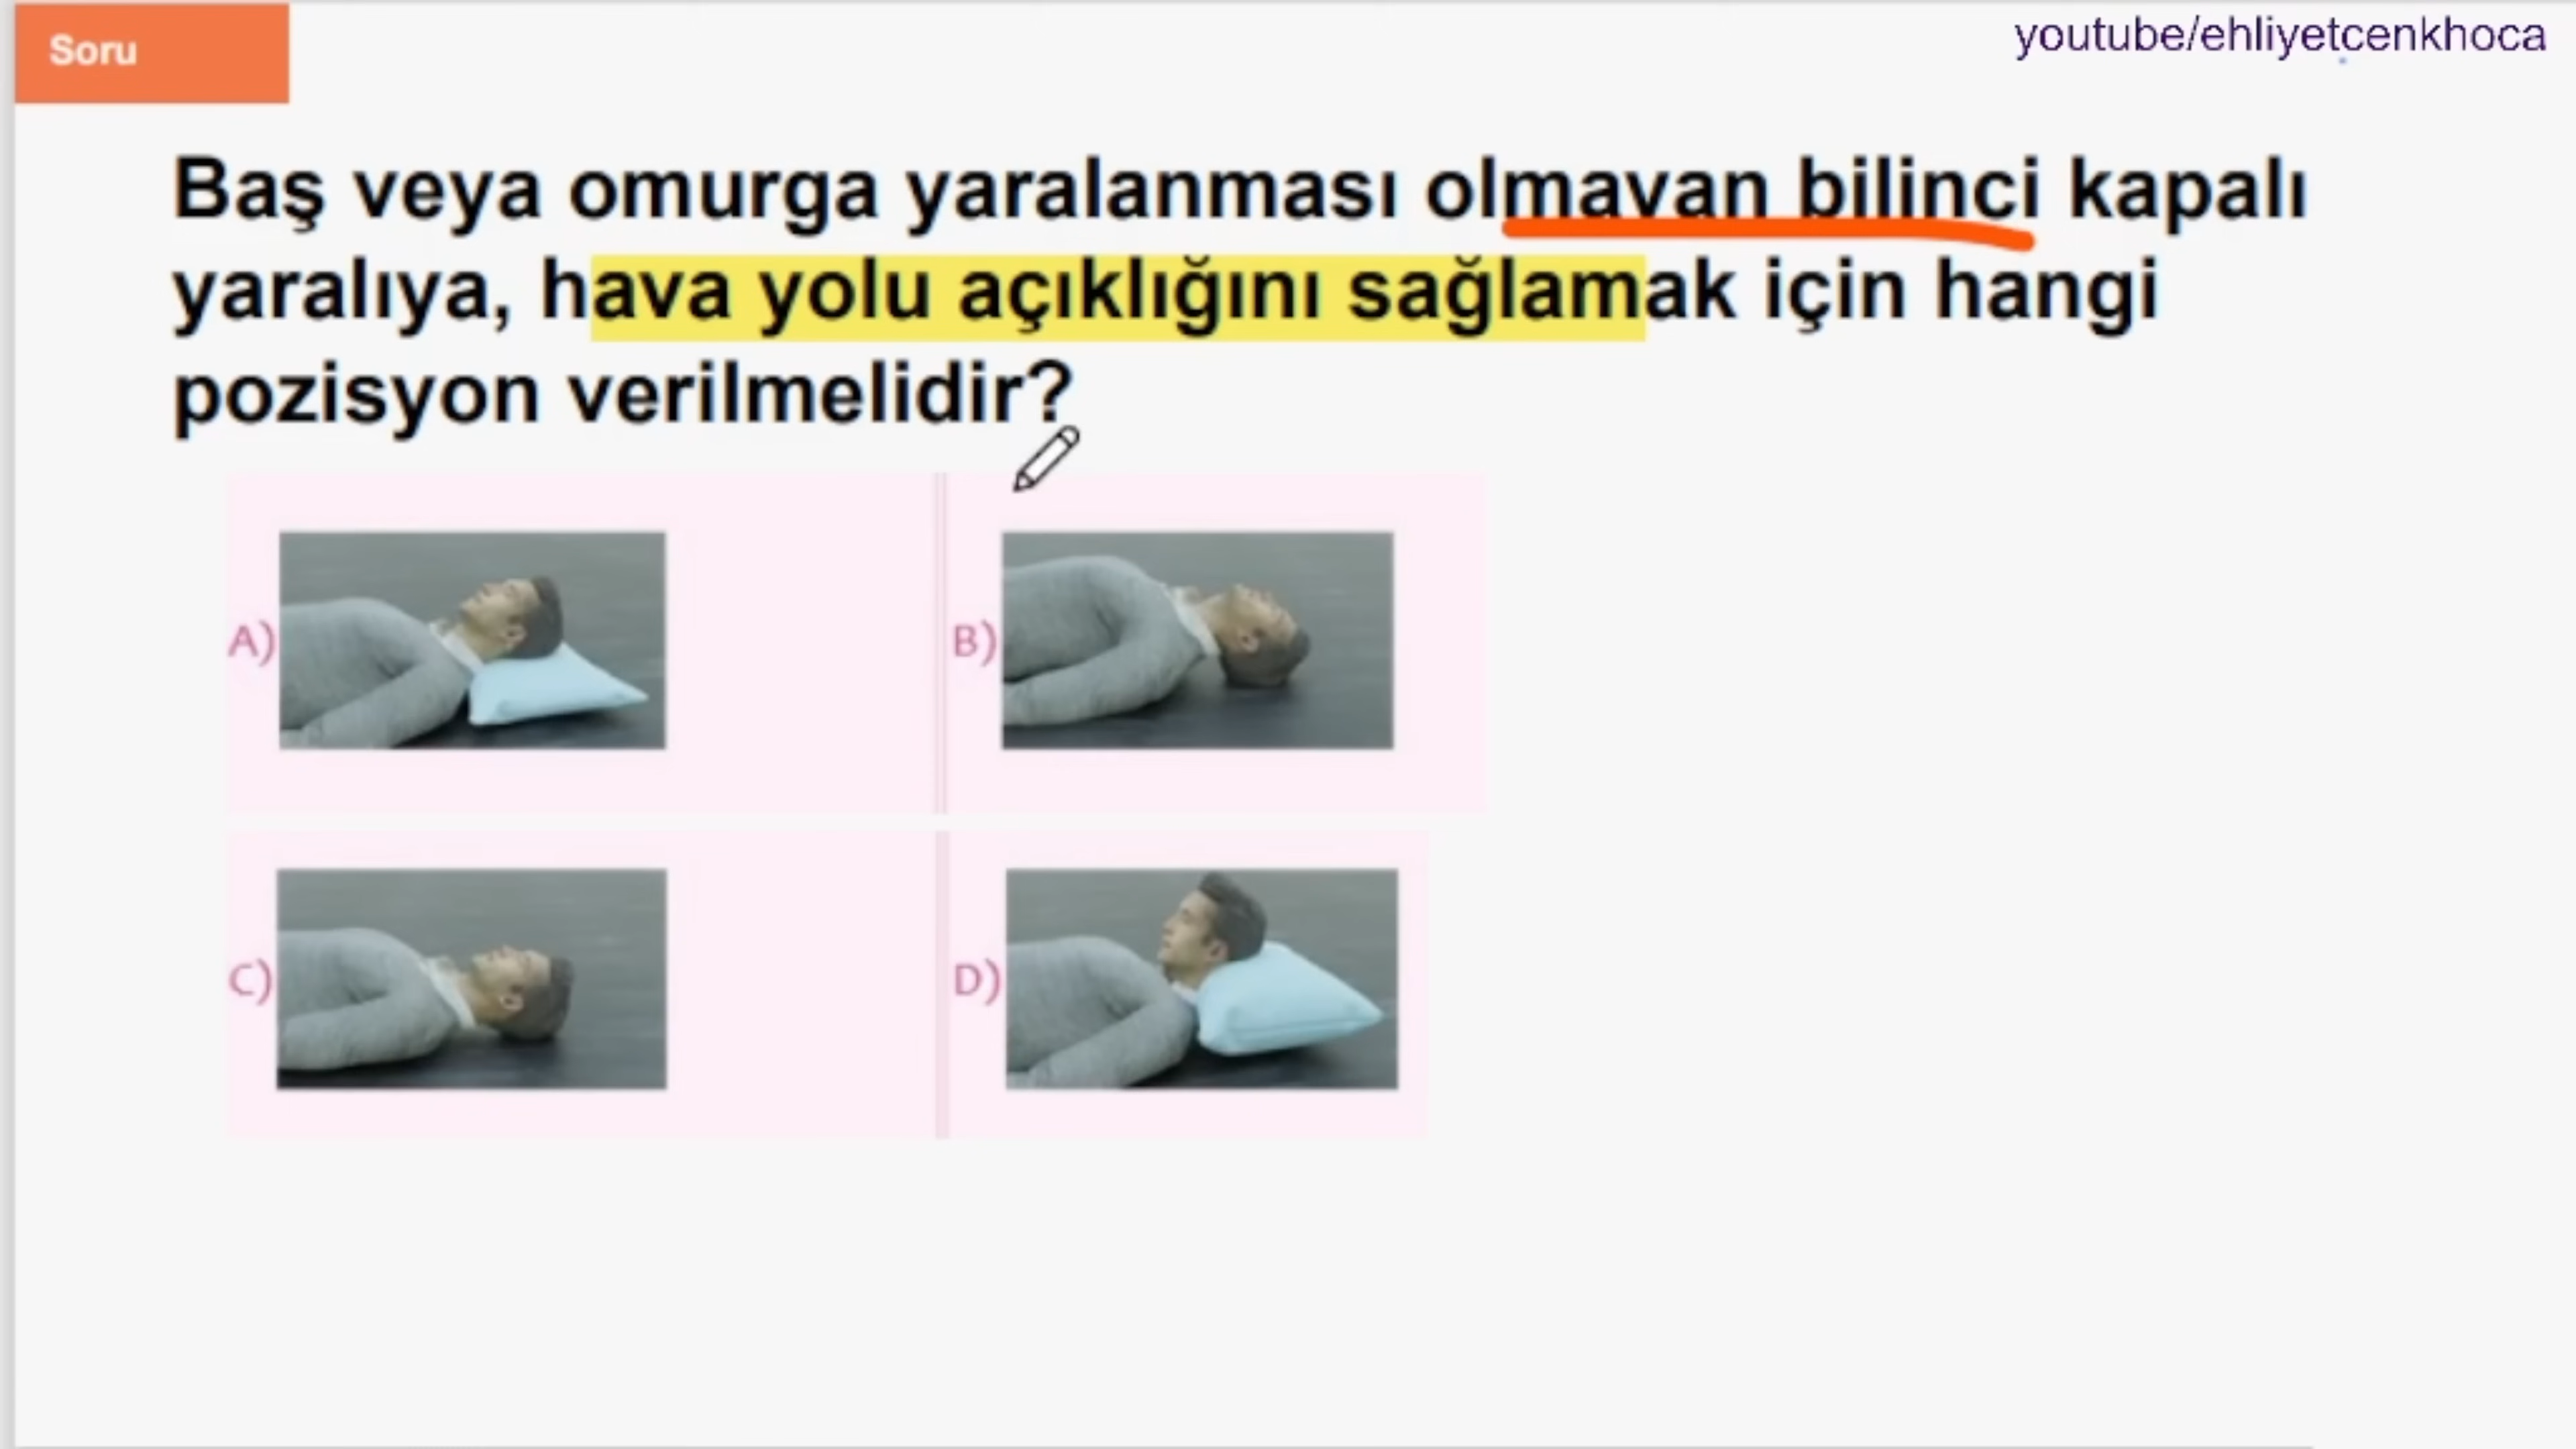 Soru
youtube/ehliyetcenkhoca
Baş veya omurga yaralanması olmayan bilinci kapalı
yaralıya, hava yolu açıklığını sağlamak için hangi
pozisyon verilmelidir?
A)
B)
C)
D)